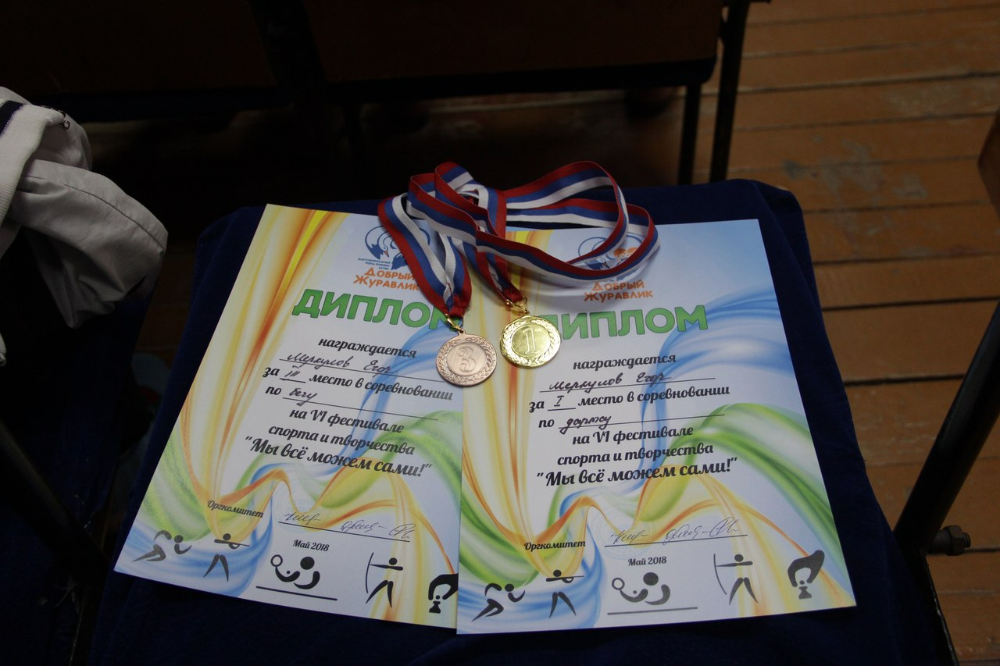 ДОБРЫЙ
ЖУРАВЛИК
ДИПЛОМ
награждается
Меркулов Егор
за III место в соревновании
по бегу
на VI фестивале
спорта и творчества
"Мы всё можем сами!"
Оргкомитет
Май 2018
3
1
ДОБРЫЙ
ЖУРАВЛИК
ДИПЛОМ
награждается
Меркулов Егор
за I место в соревновании
по дартсу
на VI фестивале
спорта и творчества
"Мы всё можем сами!"
Оргкомитет
Май 2018